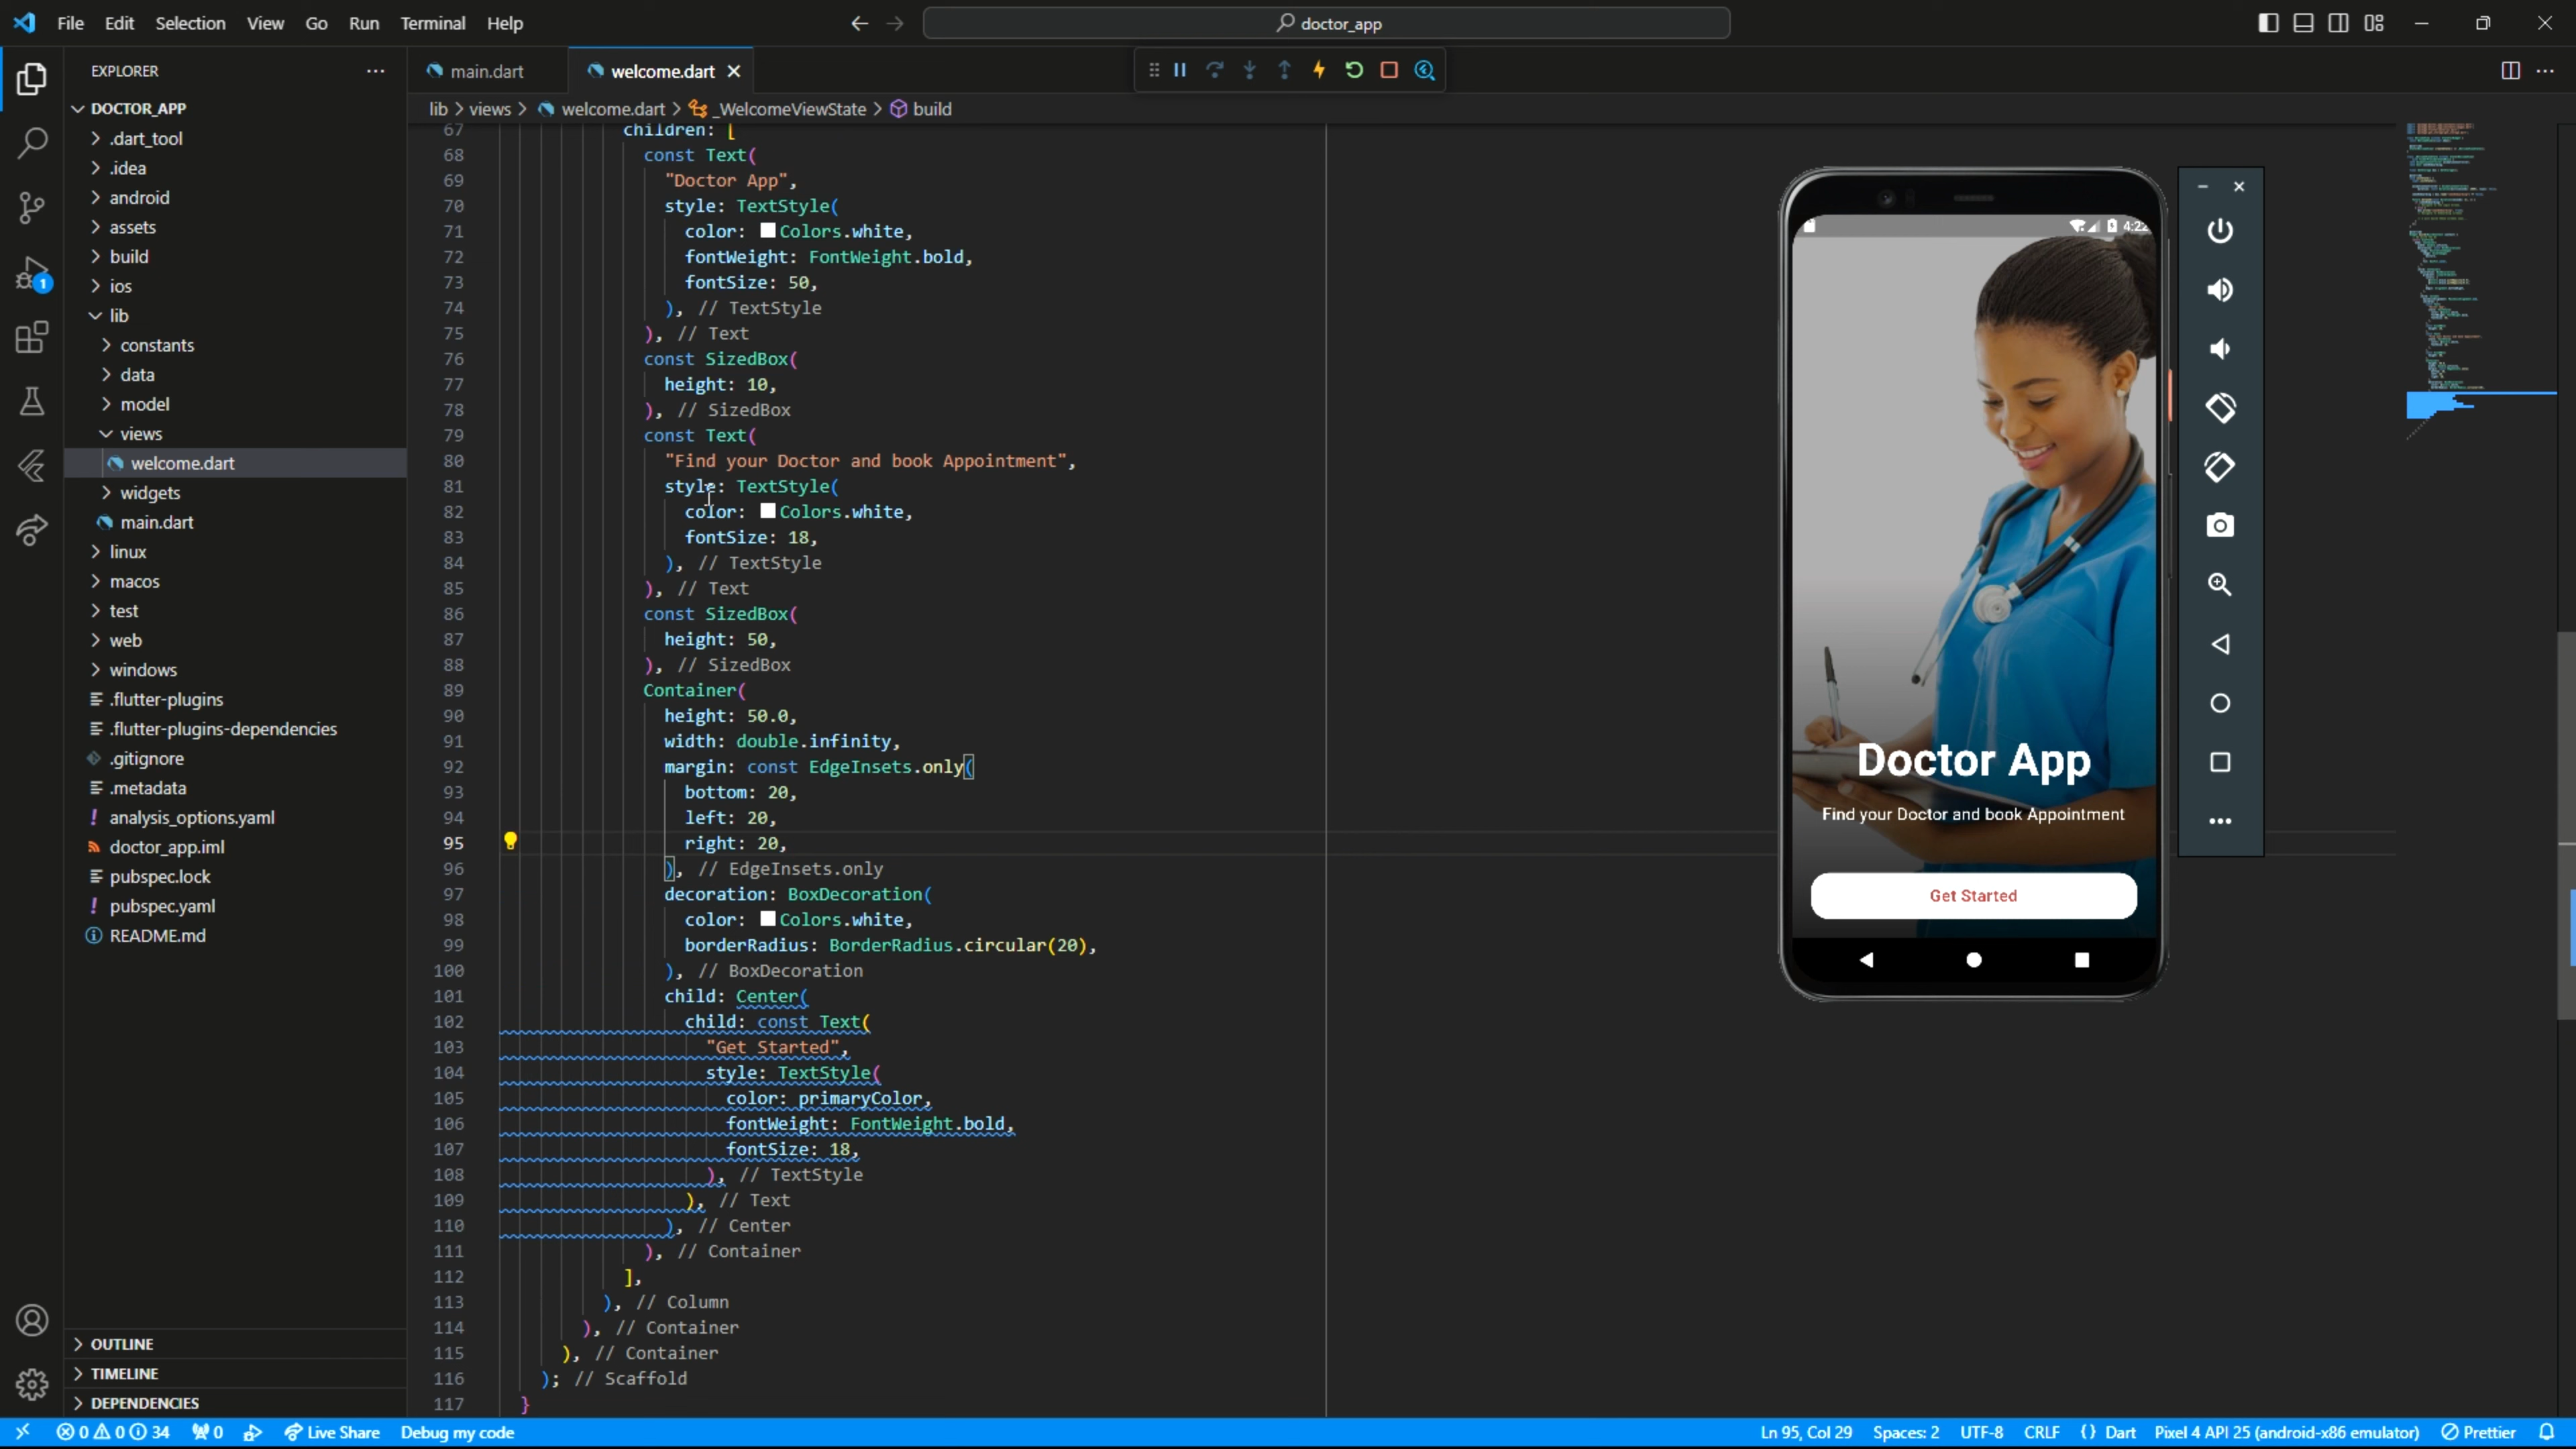 File Edit Selection View Go Run Terminal Help
doctor_app
EXPLORER
main.dart
welcome.dart
lib > views > welcome.dart > _WelcomeViewState > build
DOCTOR_APP
.dart_tool
.idea
android
assets
build
1
ios
lib
constants
data
model
views
welcome.dart
widgets
main.dart
linux
macos
test
web
windows
.flutter-plugins
.flutter-plugins-dependencies
.gitignore
.metadata
analysis_options.yaml
doctor_app.iml
pubspec.lock
pubspec.yaml
README.md
OUTLINE
TIMELINE
DEPENDENCIES
67 children: [
68 const Text(
69 "Doctor App",
70 style: TextStyle(
71 color: Colors.white,
72 fontWeight: FontWeight.bold,
73 fontSize: 50,
74 ), // TextStyle
75 ), // Text
76 const SizedBox(
77 height: 10,
78 ), // SizedBox
79 const Text(
80 "Find your Doctor and book Appointment",
81 style: TextStyle(
82 color: Colors.white,
83 fontSize: 18,
84 ), // TextStyle
85 ), // Text
86 const SizedBox(
87 height: 50,
88 ), // SizedBox
89 Container(
90 height: 50.0,
91 width: double.infinity,
92 margin: const EdgeInsets.only(
93 bottom: 20,
94 left: 20,
95 right: 20,
96 ), // EdgeInsets.only
97 decoration: BoxDecoration(
98 color: Colors.white,
99 borderRadius: BorderRadius.circular(20),
100 ), // BoxDecoration
101 child: Center(
102 child: const Text(
103 "Get Started",
104 style: TextStyle(
105 color: primaryColor,
106 fontWeight: FontWeight.bold,
107 fontSize: 18,
108 ), // TextStyle
109 ), // Text
110 ), // Center
111 ), // Container
112 ],
113 ), // Column
114 ), // Container
115 ), // Container
116 ); // Scaffold
117 }
4:22
Doctor App
Find your Doctor and book Appointment
Get Started
0 0 34 0 Live Share Debug my code Ln 95, Col 29 Spaces: 2 UTF-8 CRLF {} Dart Pixel 4 API 25 (android-x86 emulator) Prettier